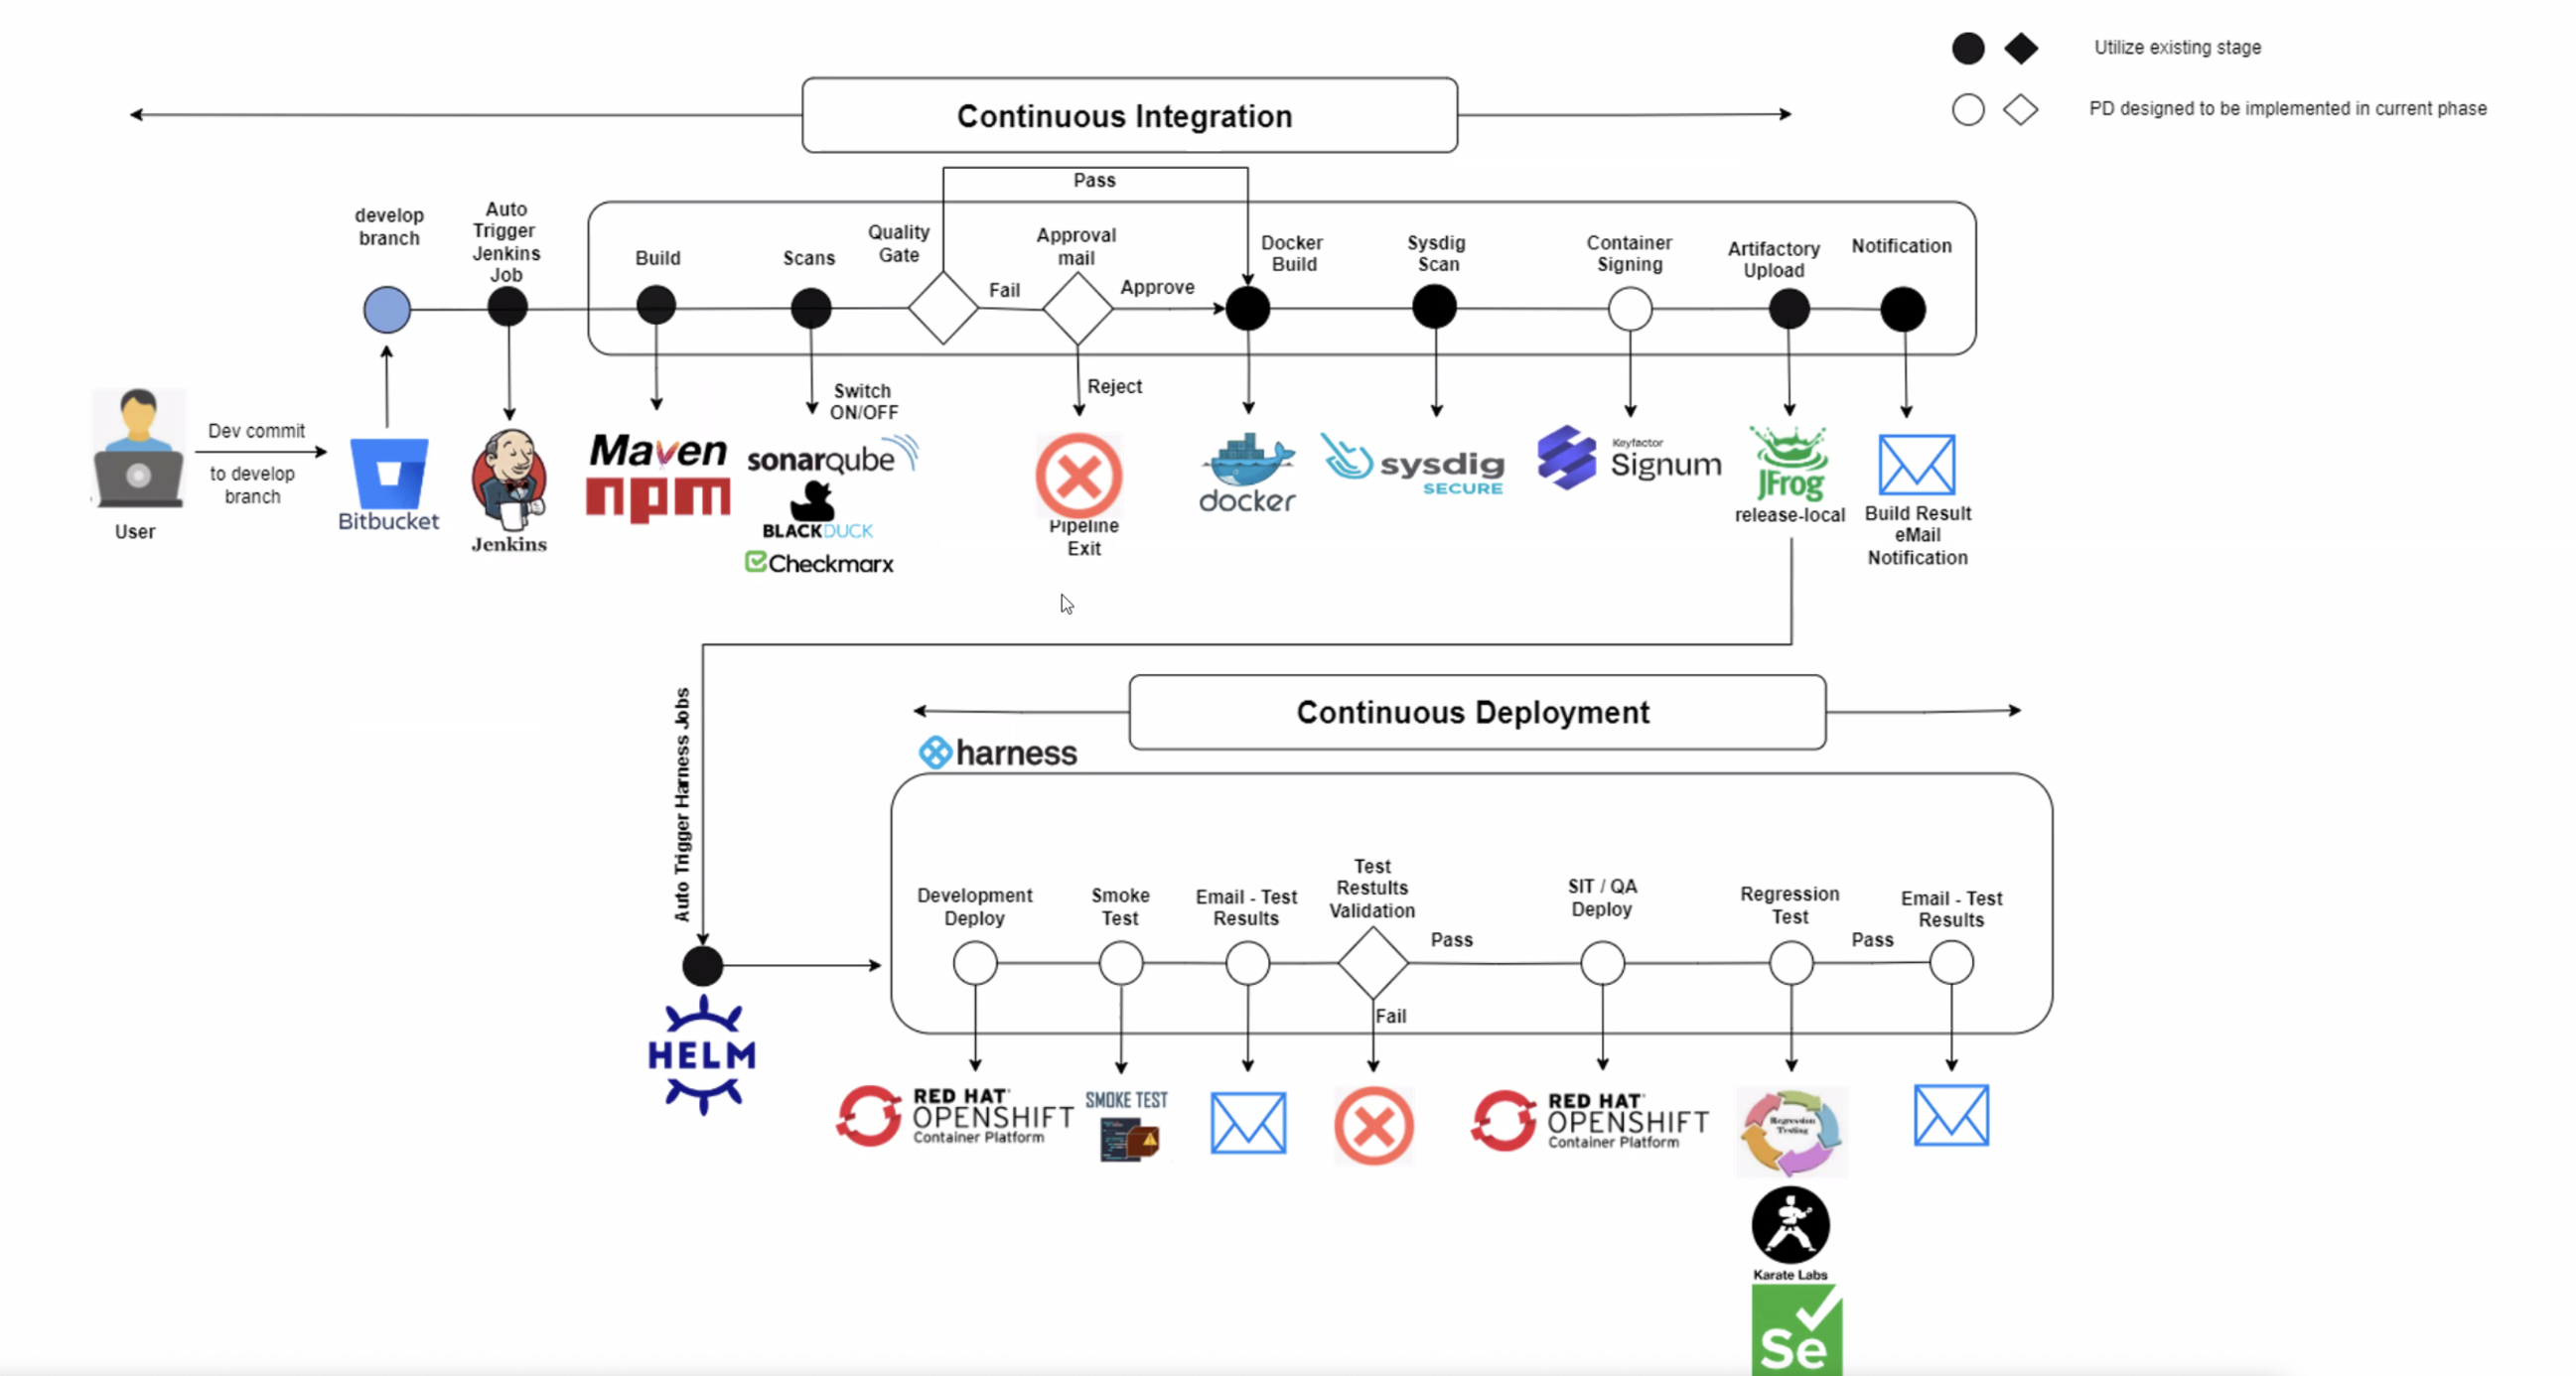 Utilize existing stage
PD designed to be implemented in current phase
Continuous Integration
Pass
develop
branch
Auto
Trigger
Jenkins
Job
Build
Scans
Quality
Gate
Fail
Approval
mail
Approve
Docker
Build
Sysdig
Scan
Container
Signing
Artifactory
Upload
Notification
Reject
Switch
ON/OFF
Dev commit
to develop
branch
User
Bitbucket
Jenkins
Maven
npm
sonarqube
BLACKDUCK
Checkmarx
Pipeline
Exit
docker
sysdig
SECURE
Keyfactor
Signum
JFrog
release-local
Build Result
eMail
Notification
Auto Trigger Harness Jobs
Continuous Deployment
harness
Development
Deploy
Smoke
Test
Email - Test
Results
Test
Restults
Validation
Pass
Fail
SIT / QA
Deploy
Regression
Test
Pass
Email - Test
Results
HELM
RED HAT
OPENSHIFT
Container Platform
SMOKE TEST
RED HAT
OPENSHIFT
Container Platform
Regression
Testing
Karate Labs
Se